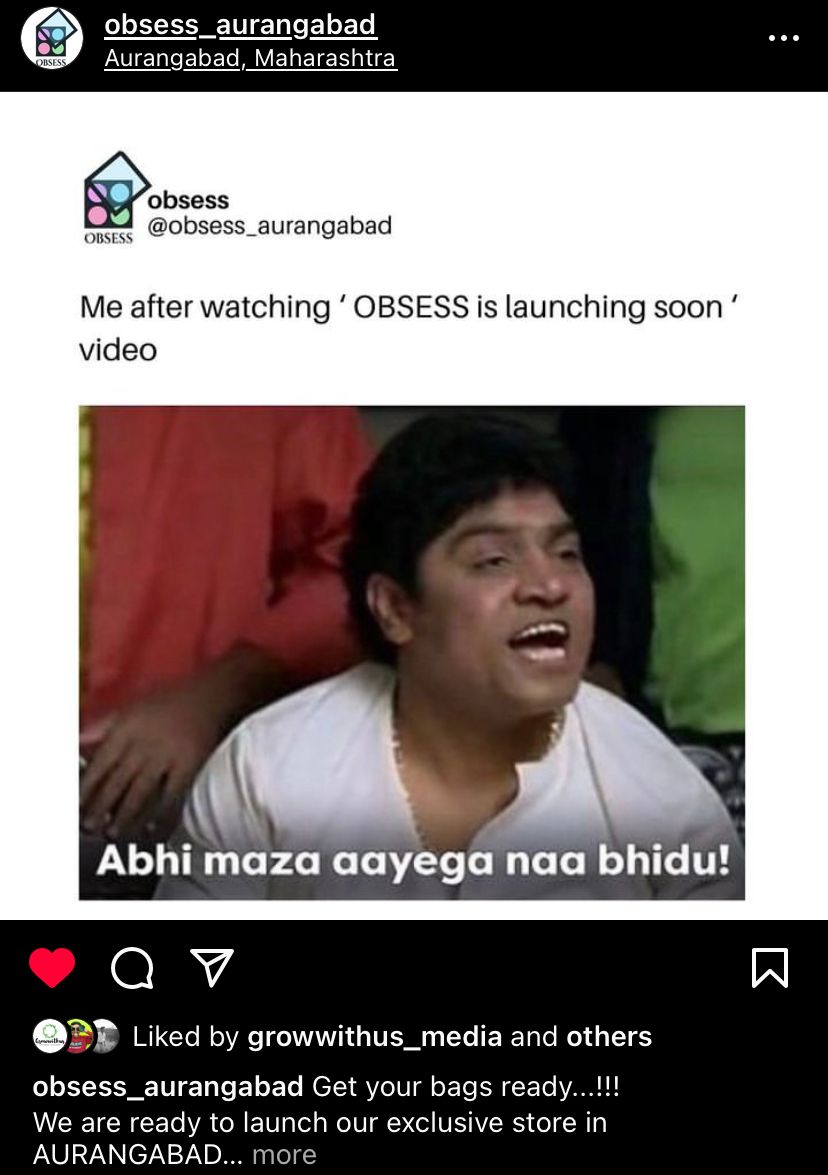 obsess_aurangabad
Aurangabad, Maharashtra
OBSESS
obsess
@obsess_aurangabad
OBSESS
Me after watching ‘ OBSESS is launching soon ‘
video
Abhi maza aayega naa bhidu!
Liked by growwithus_media and others
obsess_aurangabad Get your bags ready...!!!
We are ready to launch our exclusive store in
AURANGABAD... more